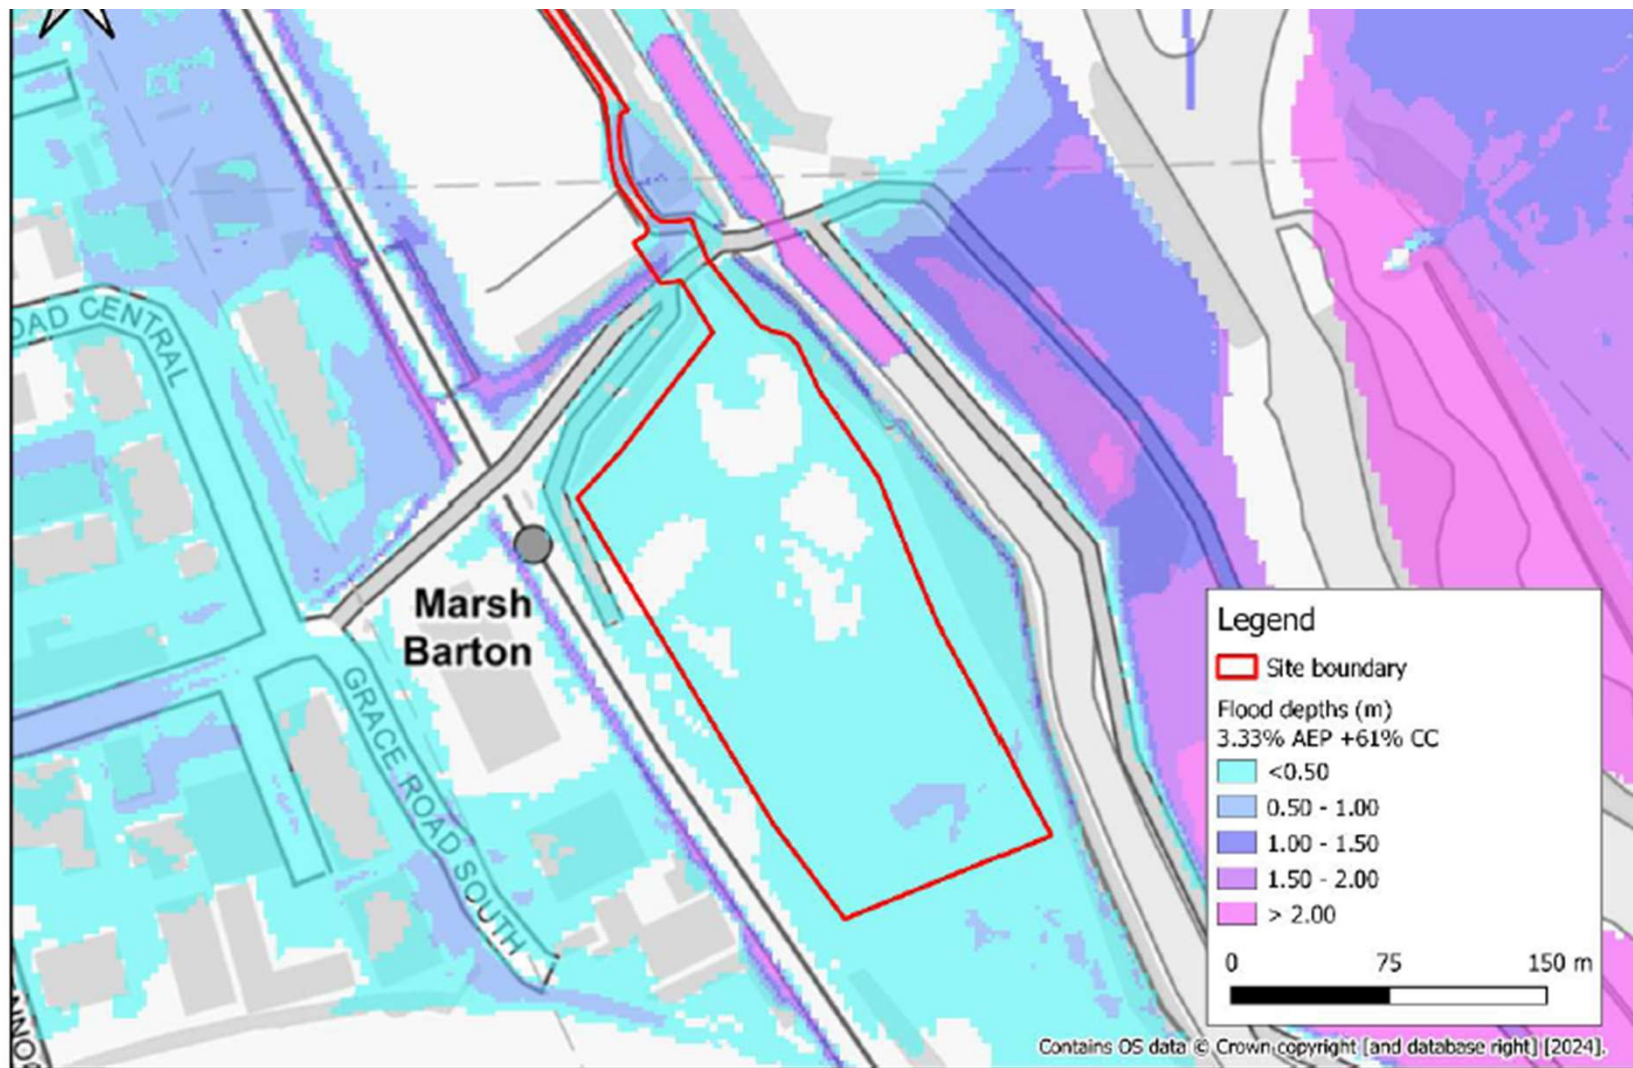 OAD CENTRAL
Marsh
Barton
GRACE ROAD SOUTH
NNOR
Legend
Site boundary
Flood depths (m)
3.33% AEP +61% CC
<0.50
0.50 - 1.00
1.00 - 1.50
1.50 - 2.00
> 2.00
0 75 150 m
Contains OS data © Crown copyright [and database right] [2024].